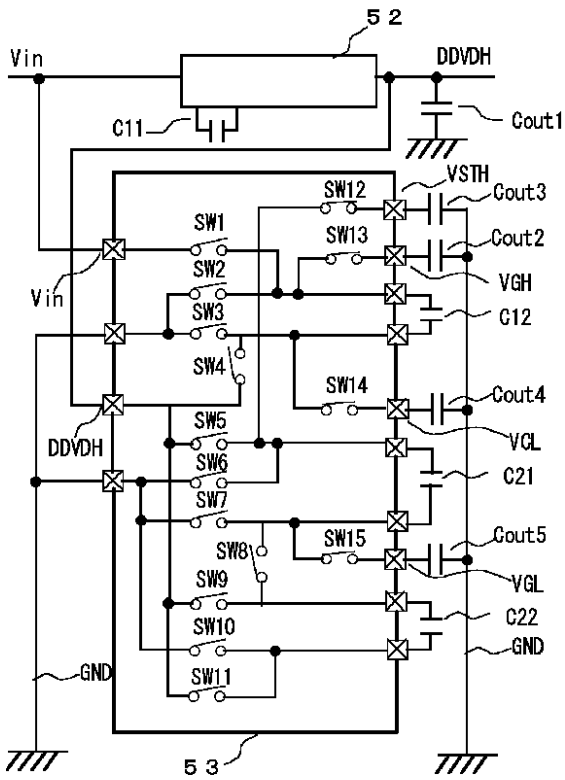 52
Vin
DDVDH
C11
Cout1
VSTH
SW12
Cout3
SW1
SW13
Cout2
Vin
SW2
VGH
SW3
C12
SW4
SW14
Cout4
DDVDH
SW5
VCL
SW6
C21
SW7
Cout5
SW8
SW15
VGL
SW9
C22
SW10
GND
SW11
GND
53